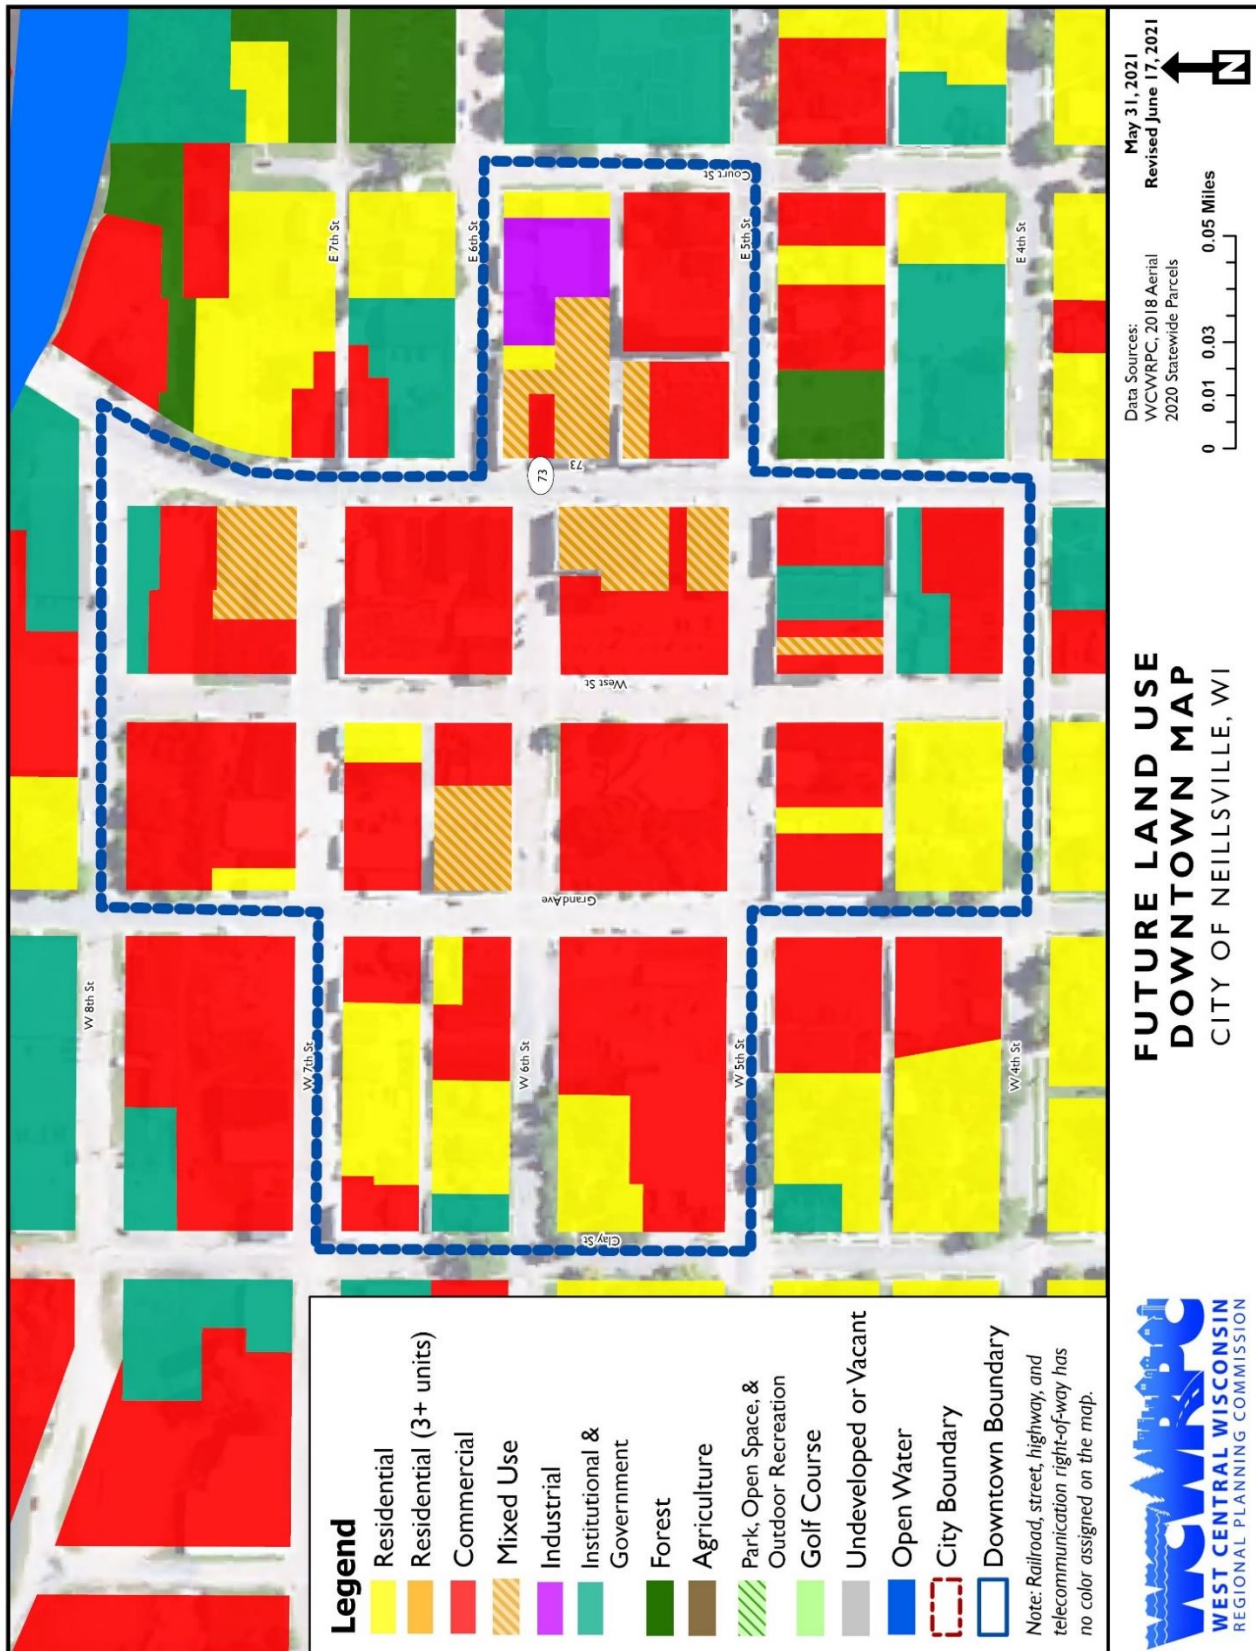 W 8th St
W 7th St
E 7th St
W 6th St
E 6th St
73
73
Grand Ave
West St
Court St
Clay St
W 5th St
E 5th St
W 4th St
E 4th St
Legend
Residential
Residential (3+ units)
Commercial
Mixed Use
Industrial
Institutional &
Government
Forest
Agriculture
Park, Open Space, &
Outdoor Recreation
Golf Course
Undeveloped or Vacant
Open Water
City Boundary
Downtown Boundary
Note: Railroad, street, highway, and
telecommunication right-of-way has
no color assigned on the map.
WCWRPC
WEST CENTRAL WISCONSIN
REGIONAL PLANNING COMMISSION
FUTURE LAND USE
DOWNTOWN MAP
CITY OF NEILLSVILLE, WI
Data Sources:
WCWRPC, 2018 Aerial
2020 Statewide Parcels
0 0.01 0.03 0.05 Miles
May 31, 2021
Revised June 17, 2021
N